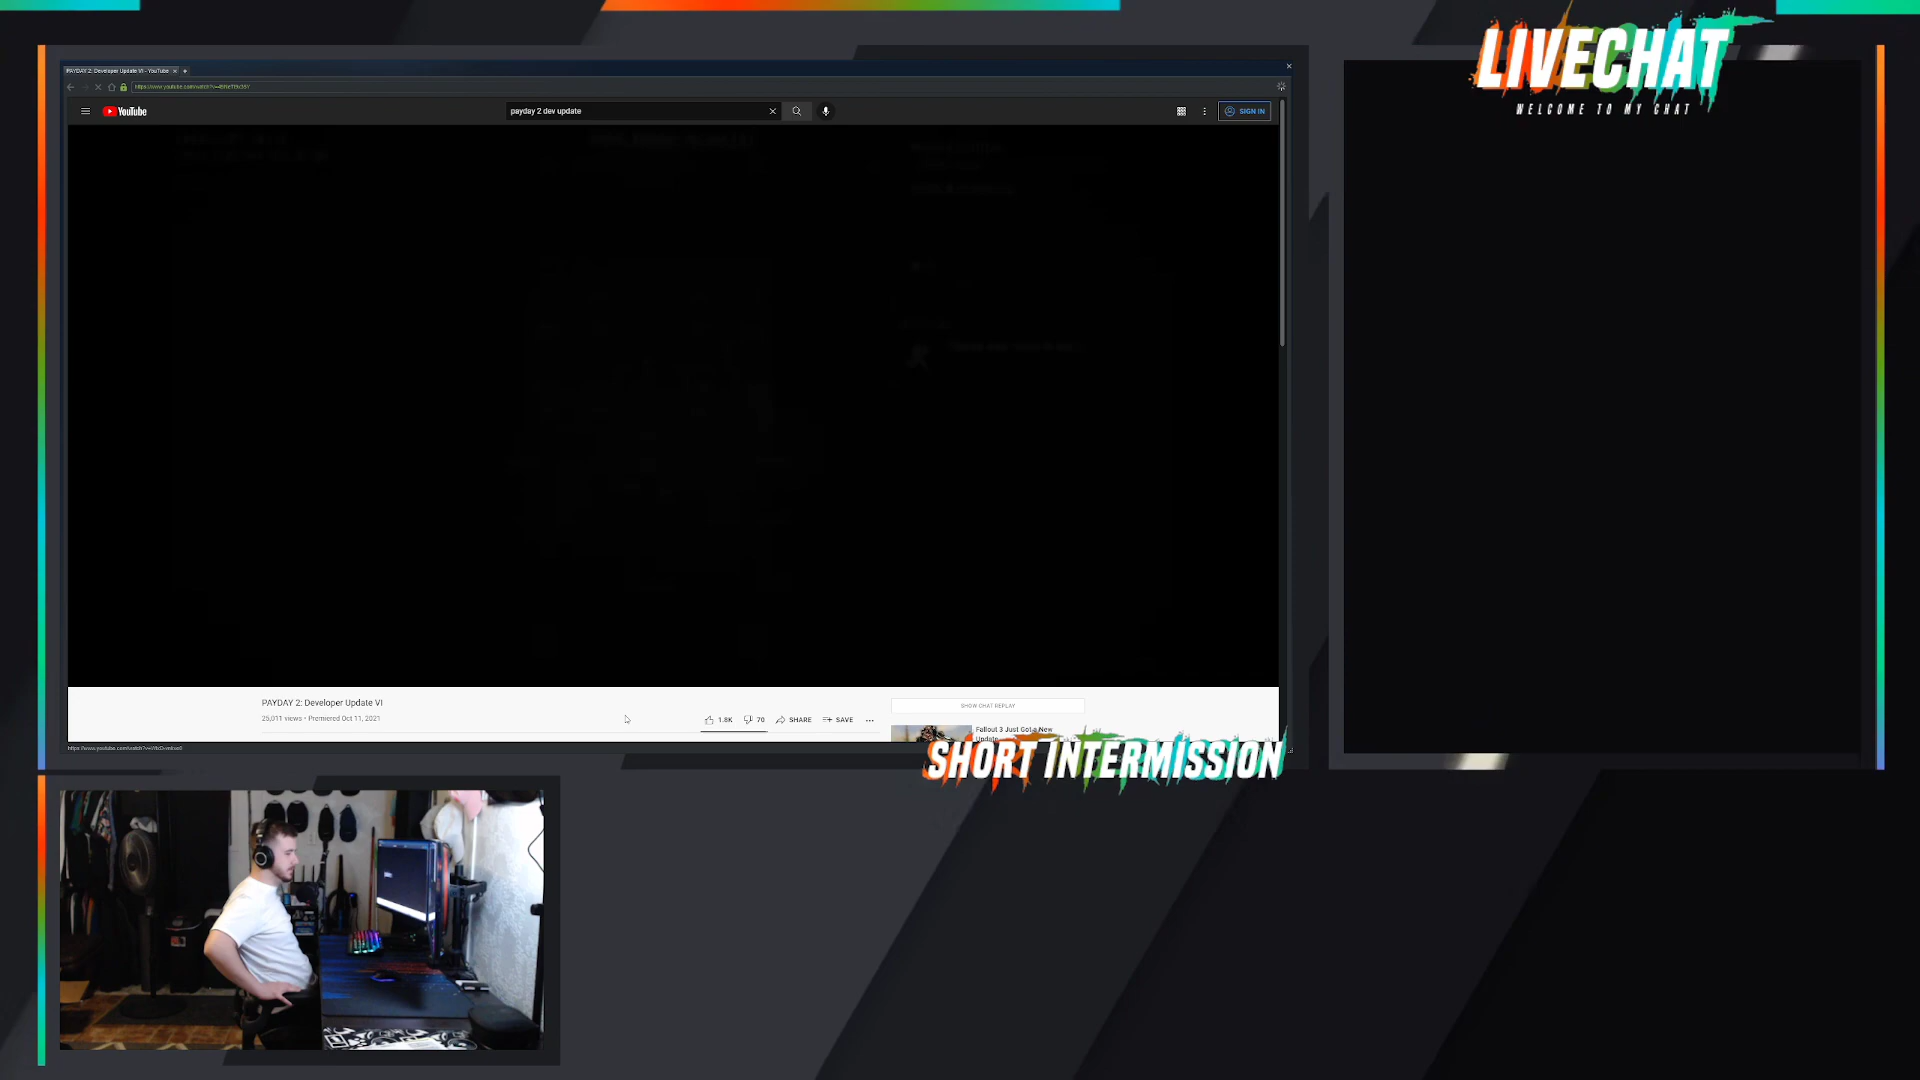 LIVECHAT
WELCOME TO MY CHAT
PAYDAY 2: Developer Update VI - YouTube
YouTube
payday 2 dev update
SIGN IN
PAYDAY 2: Developer Update VI
25,011 views • Premiered Oct 11, 2021
1.8K
70
SHARE
SAVE
SHOW CHAT REPLAY
Fallout 3 Just Got a New
Update
SHORT INTERMISSION